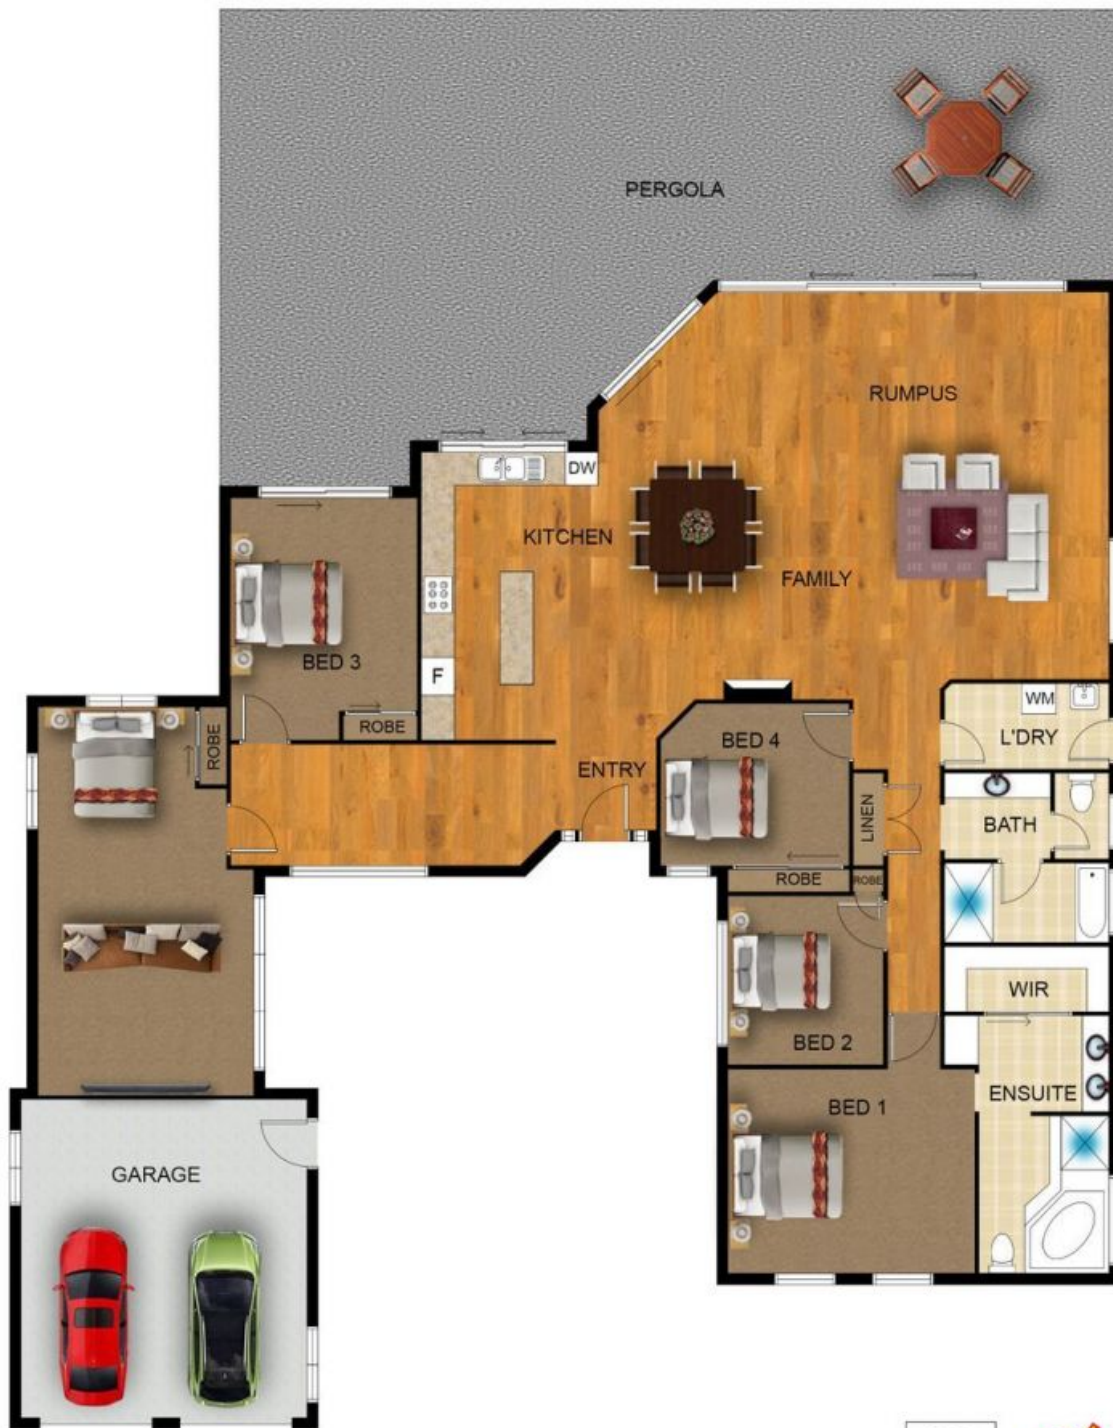 PERGOLA
RUMPUS
DW
KITCHEN
FAMILY
BED 3
F
ROBE
ROBE
WM
L'DRY
BED 4
ENTRY
LINEN
BATH
ROBE
ROBE
WIR
BED 2
ENSUITE
BED 1
GARAGE